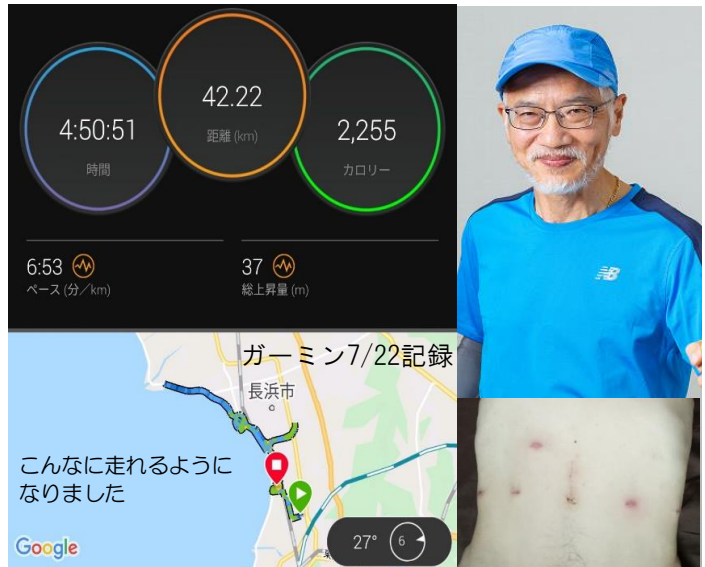 42.22
距離 (km)
4:50:51
時間
2,255
カロリー
6:53
ペース (分／km)
37
総上昇量 (m)
NB
ガーミン7/22記録
長浜市
こんなに走れるように
なりました
Google
27°
6